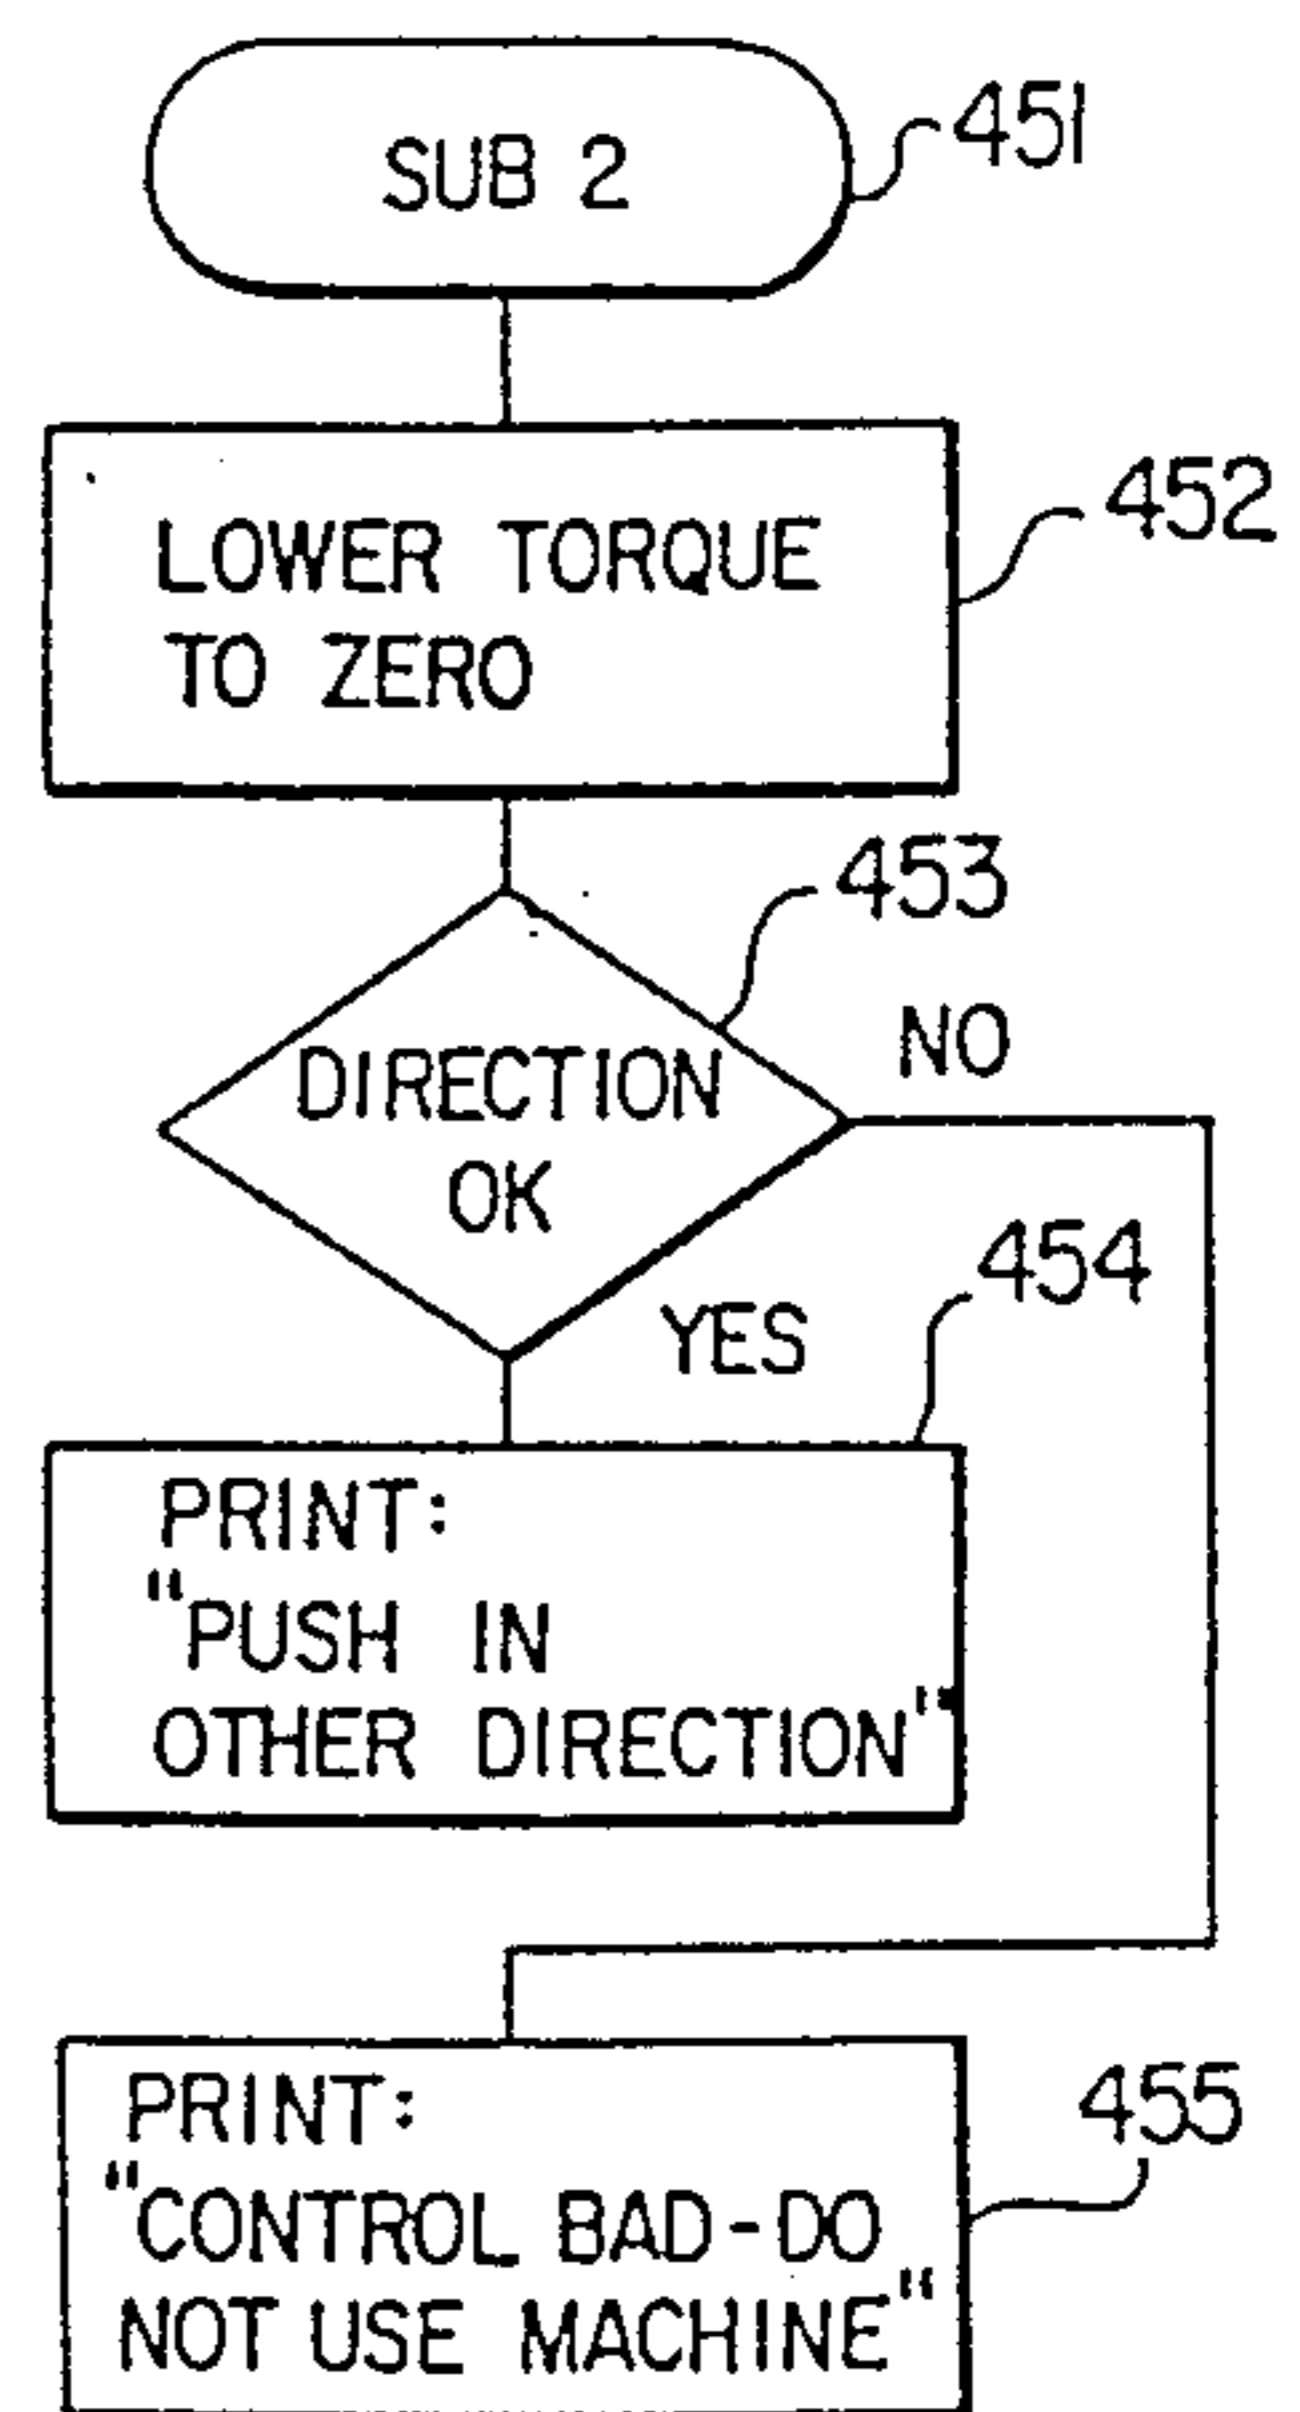 SUB 2
451
LOWER TORQUE
TO ZERO
452
453
DIRECTION
OK
NO
YES
454
PRINT:
"PUSH IN
OTHER DIRECTION"
PRINT:
"CONTROL BAD-DO
NOT USE MACHINE"
455